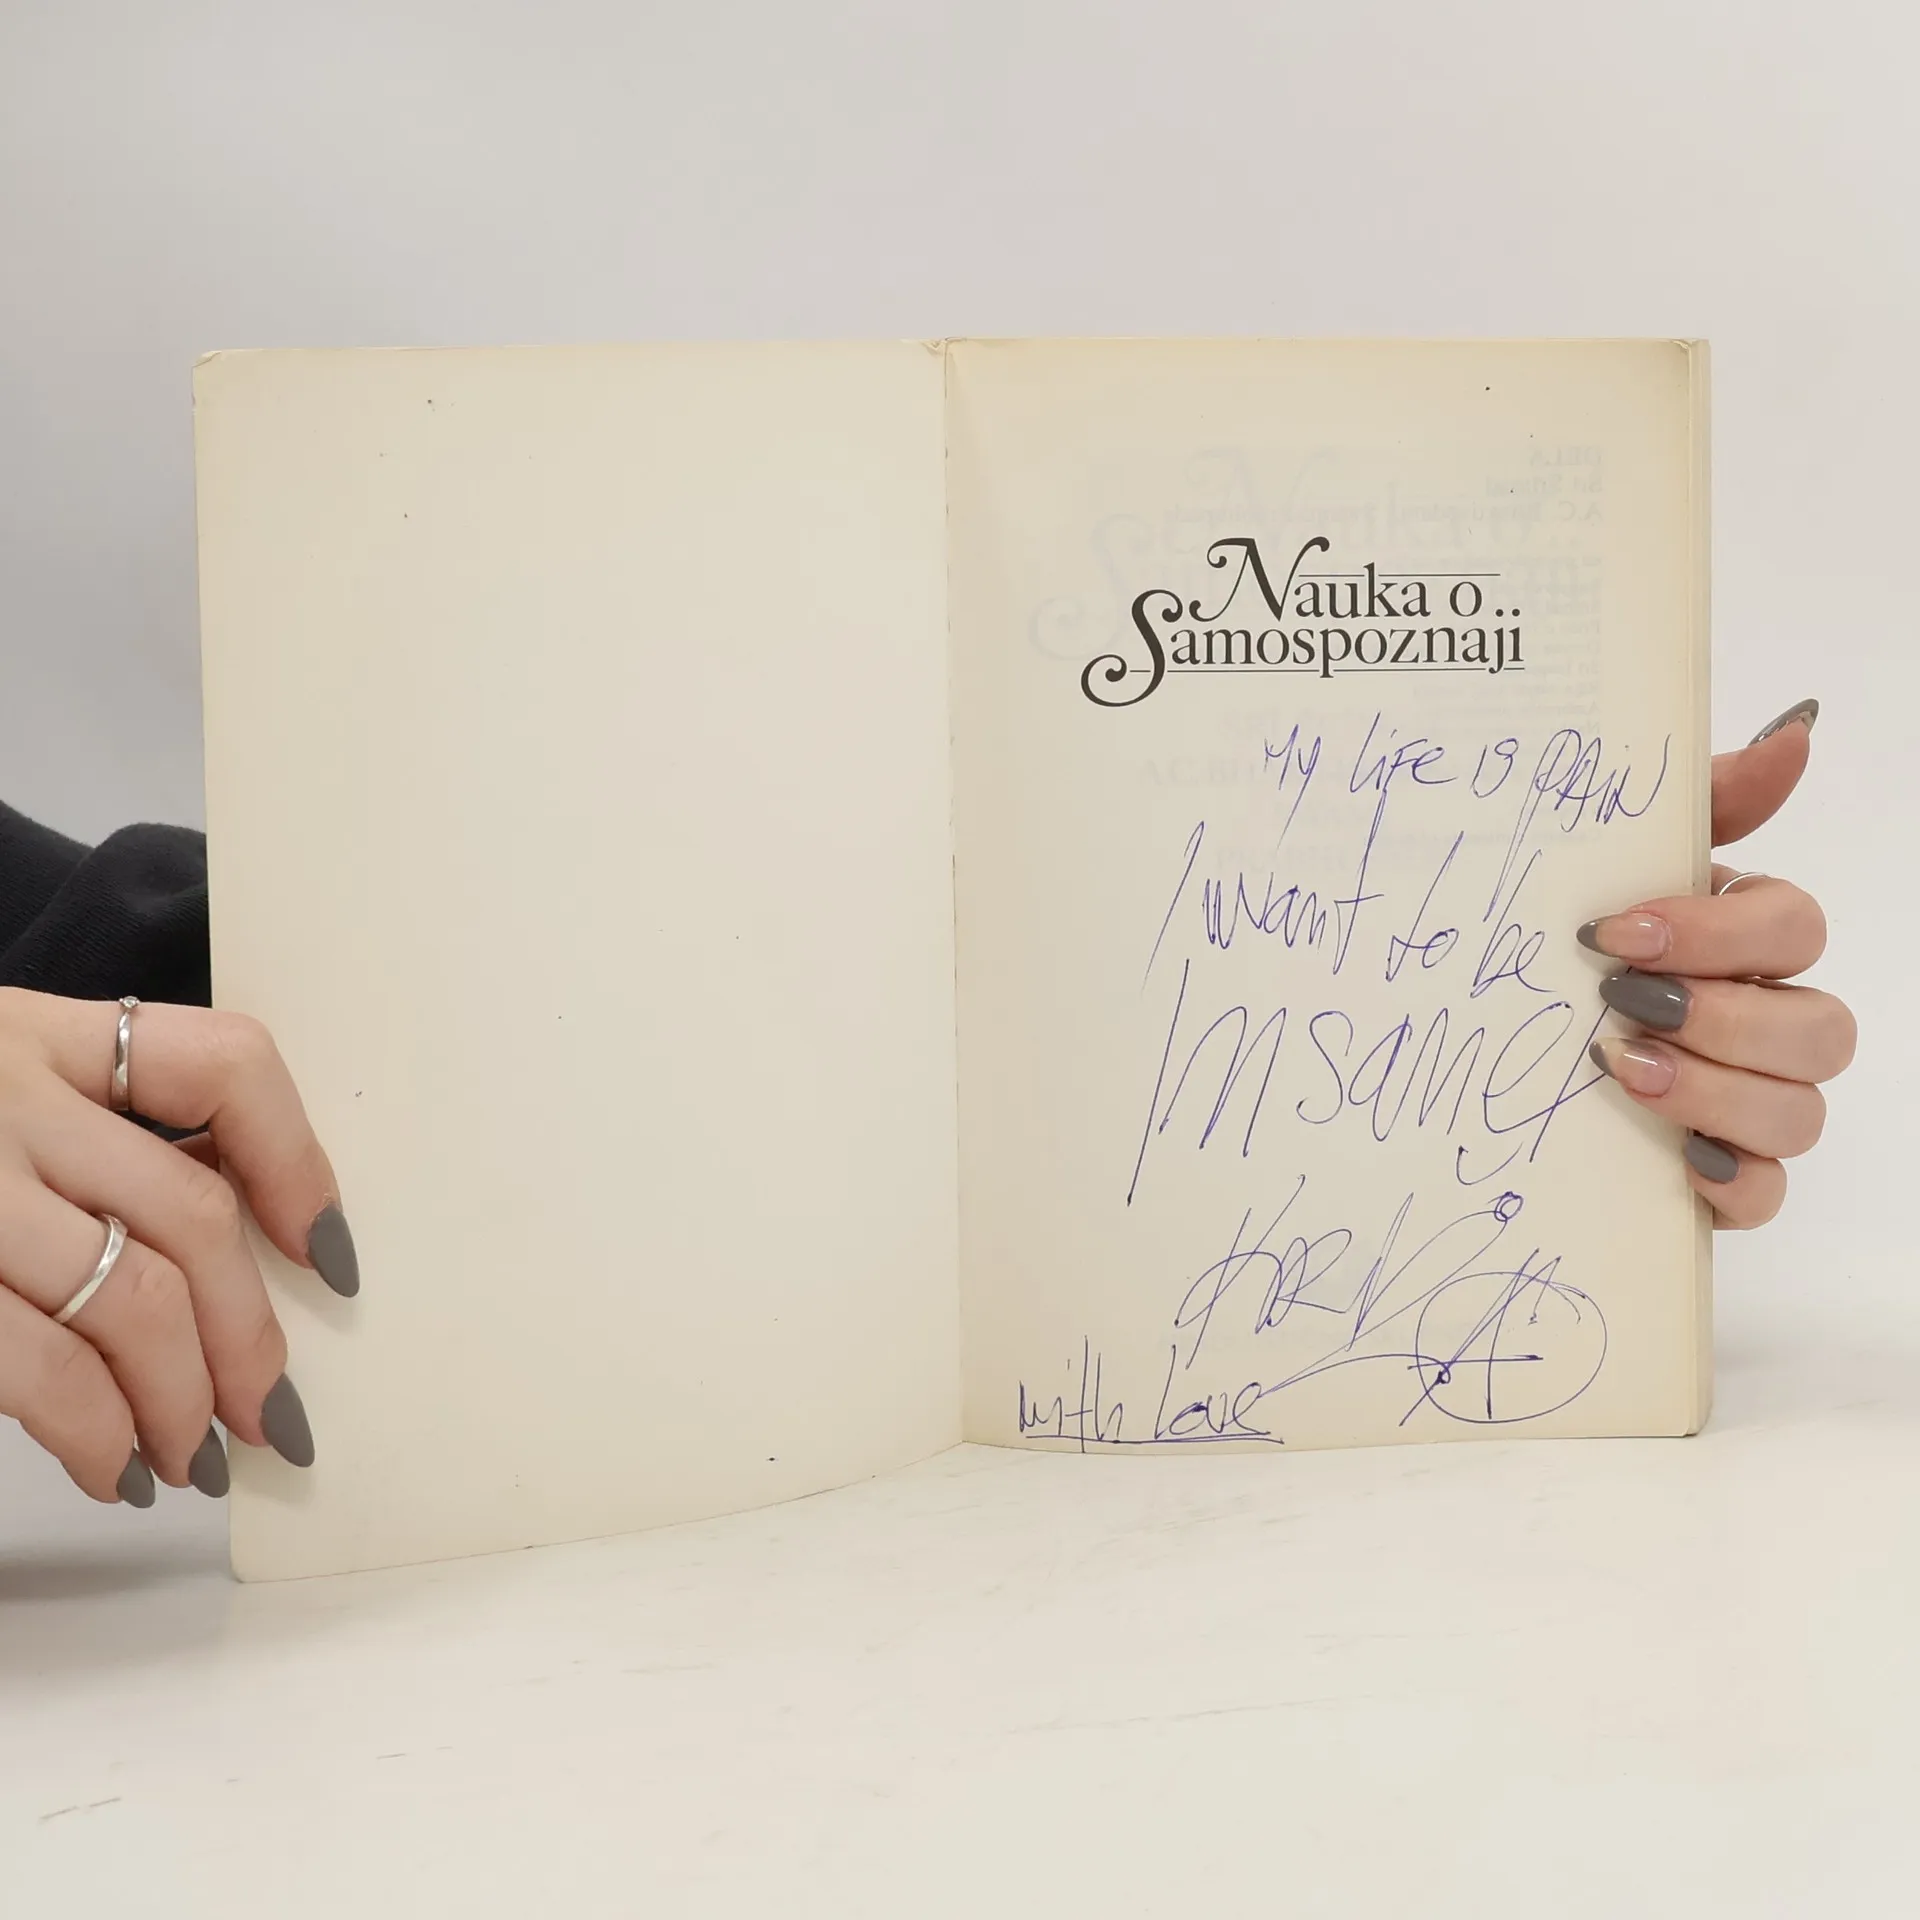 Nauka o
Samospoznaji
My life is PAiN
I want to be
Insane
with Love